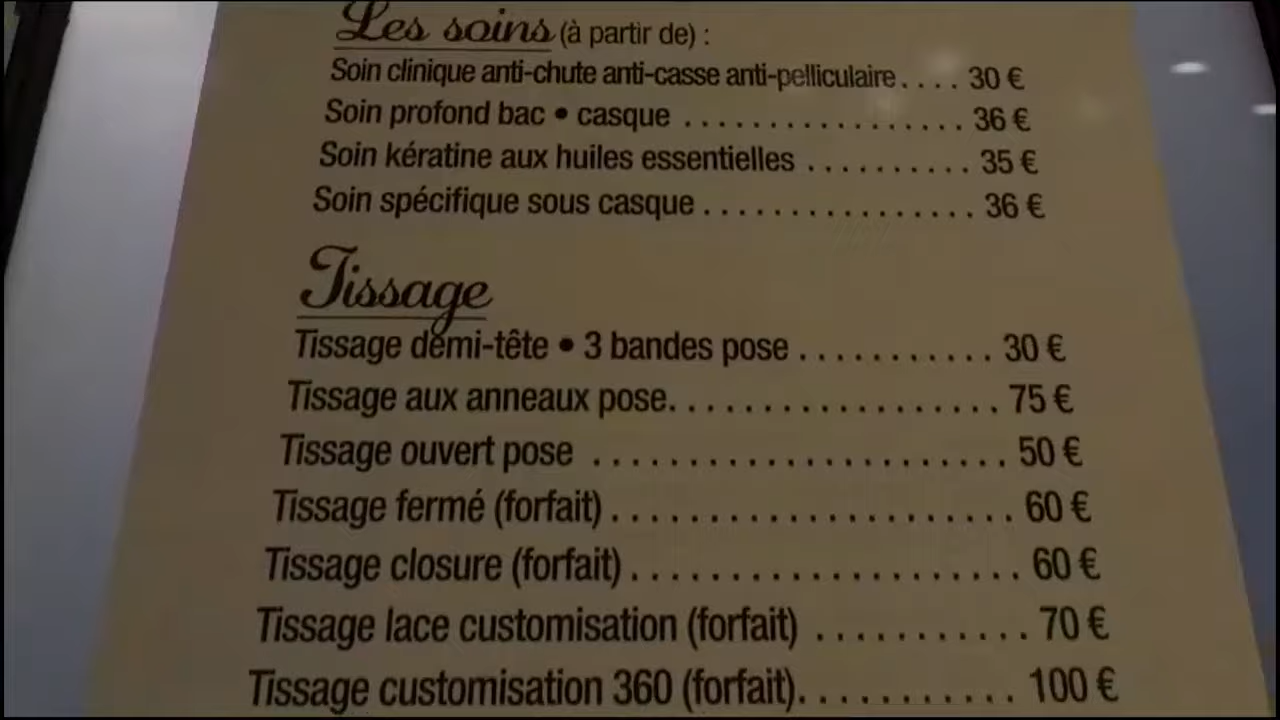 Les soins (à partir de) :
Soin clinique anti-chute anti-casse anti-pelliculaire.... 30 €
Soin profond bac • casque ................. 36 €
Soin kératine aux huiles essentielles .......... 35 €
Soin spécifique sous casque ................ 36 €
Tissage
Tissage demi-tête • 3 bandes pose ........... 30 €
Tissage aux anneaux pose.................... 75 €
Tissage ouvert pose ...................... 50 €
Tissage fermé (forfait) ...................... 60 €
Tissage closure (forfait) .................... 60 €
Tissage lace customisation (forfait) ........... 70 €
Tissage customisation 360 (forfait)........... 100 €